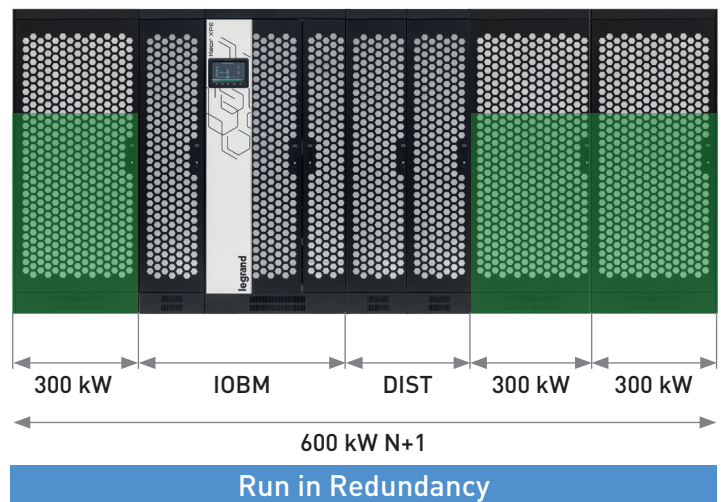 Keor XPE
legrand
300 kW
IOBM
DIST
300 kW
300 kW
600 kW N+1
Run in Redundancy